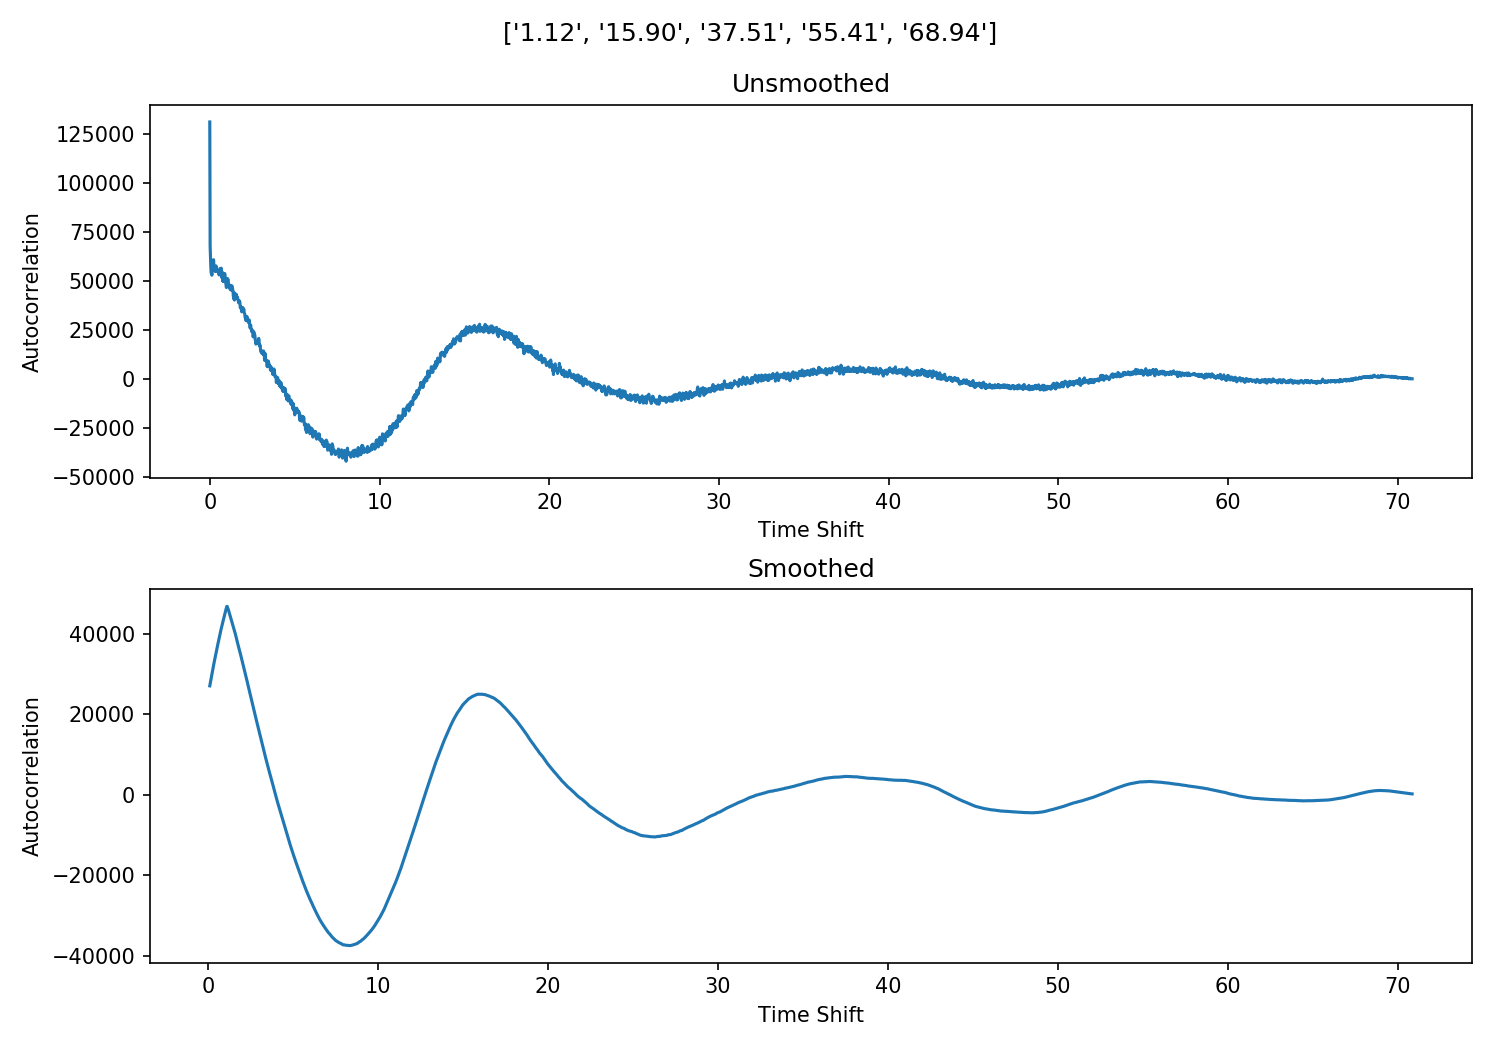 ['1.12', '15.90', '37.51', '55.41', '68.94']
Unsmoothed
Autocorrelation
125000
100000
75000
50000
25000
0
−25000
−50000
0 10 20 30 40 50 60 70
Time Shift
Smoothed
Autocorrelation
40000
20000
0
−20000
−40000
0 10 20 30 40 50 60 70
Time Shift